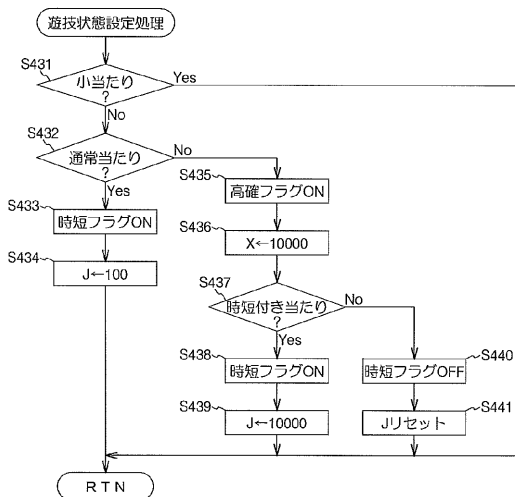 遊技状態設定処理
S431
小当たり
?
Yes
No
S432
通常当たり
?
No
Yes
S433
時短フラグON
S434
J←100
S435
高確フラグON
S436
X←10000
S437
時短付き当たり
?
No
Yes
S438
時短フラグON
S439
J←10000
S440
時短フラグOFF
S441
Jリセット
RTN